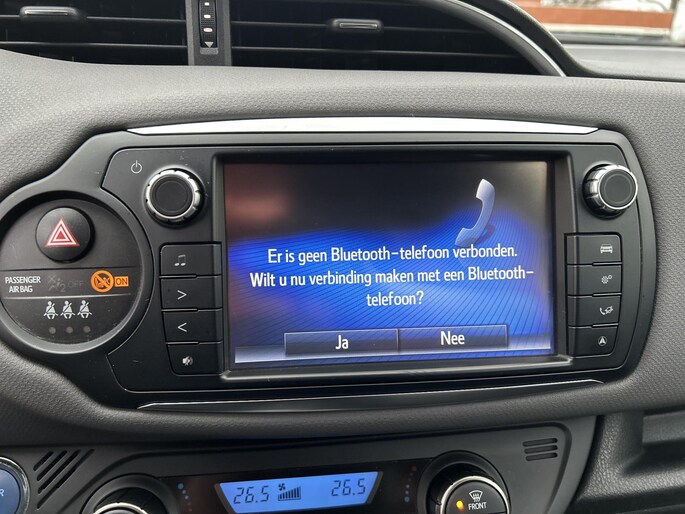 Er is geen Bluetooth-telefoon verbonden.
Wilt u nu verbinding maken met een Bluetooth-
telefoon?
Ja
Nee
PASSENGER
AIR BAG
OFF
ON
26.5
26.5
FRONT